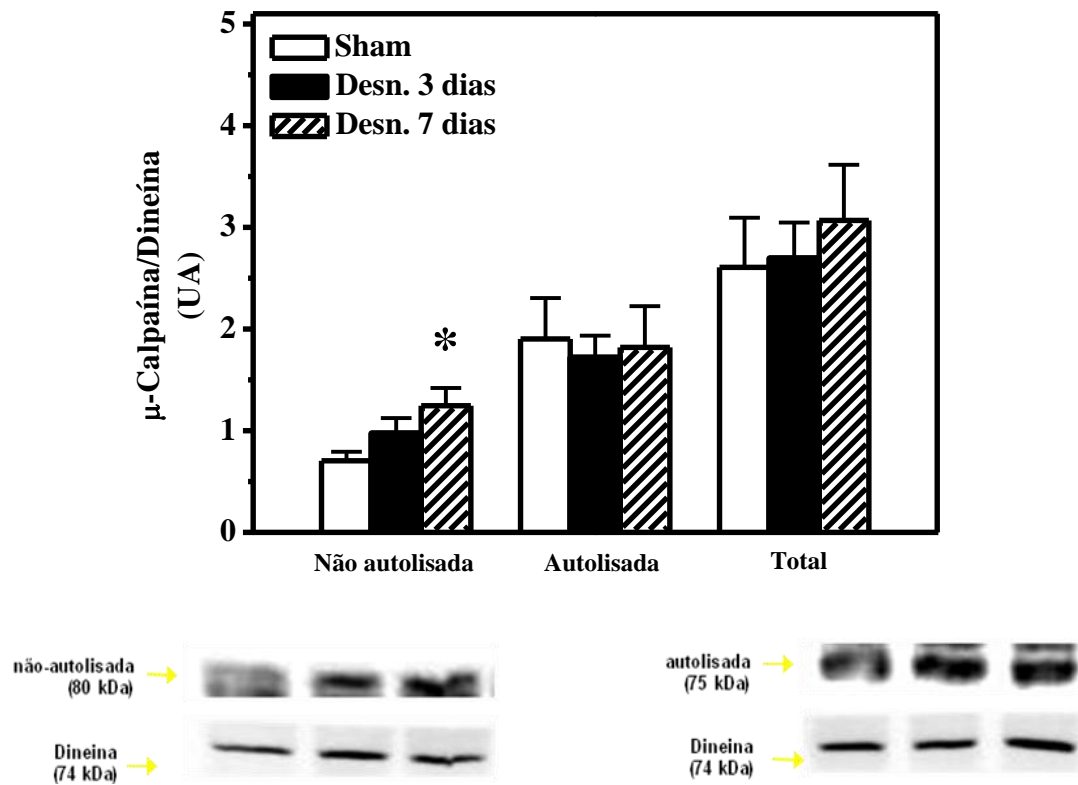 5
4
3
2
1
0
μ-Calpaína/Dineína
(UA)
Sham
Desn. 3 dias
Desn. 7 dias
*
Não autolisada
Autolisada
Total
não-autolisada
(80 kDa)
Dineina
(74 kDa)
autolisada
(75 kDa)
Dineina
(74 kDa)